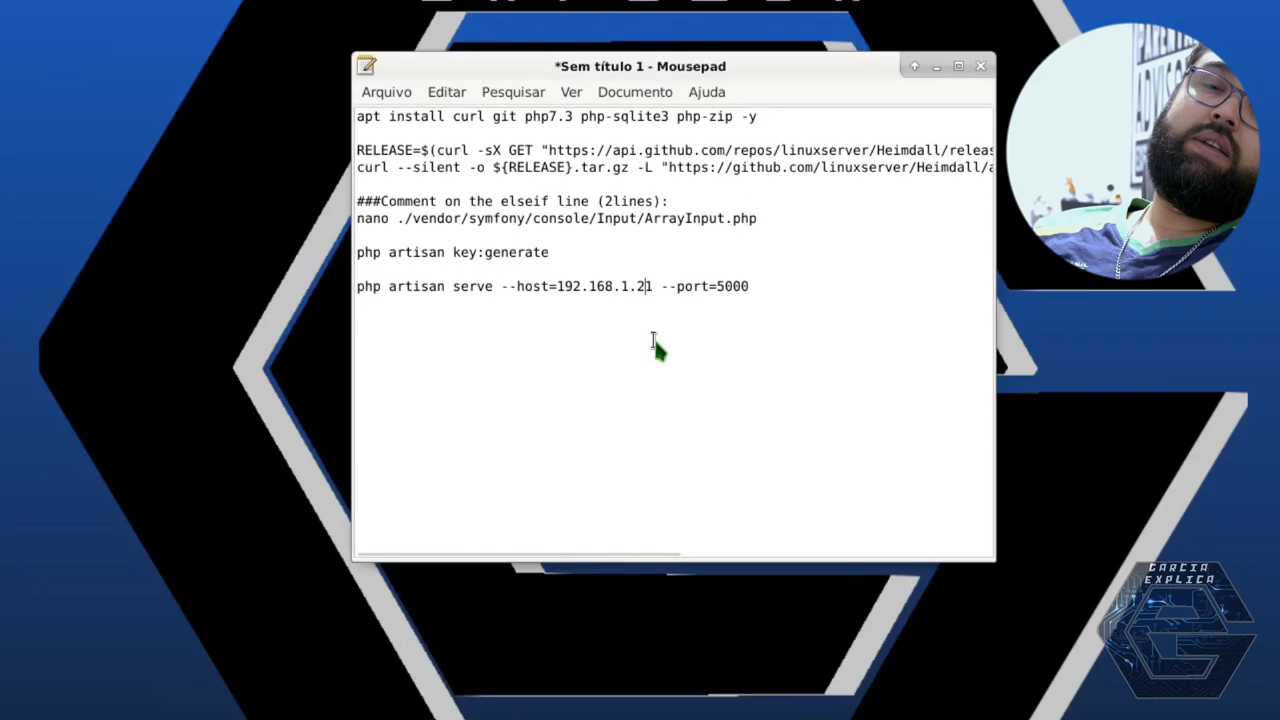 *Sem título 1 - Mousepad
Arquivo Editar Pesquisar Ver Documento Ajuda
apt install curl git php7.3 php-sqlite3 php-zip -y
RELEASE=$(curl -sX GET "https://api.github.com/repos/linuxserver/Heimdall/releas
curl --silent -o ${RELEASE}.tar.gz -L "https://github.com/linuxserver/Heimdall/a
###Comment on the elseif line (2lines):
nano ./vendor/symfony/console/Input/ArrayInput.php
php artisan key:generate
php artisan serve --host=192.168.1.21 --port=5000
GARCIA
EXPLICA